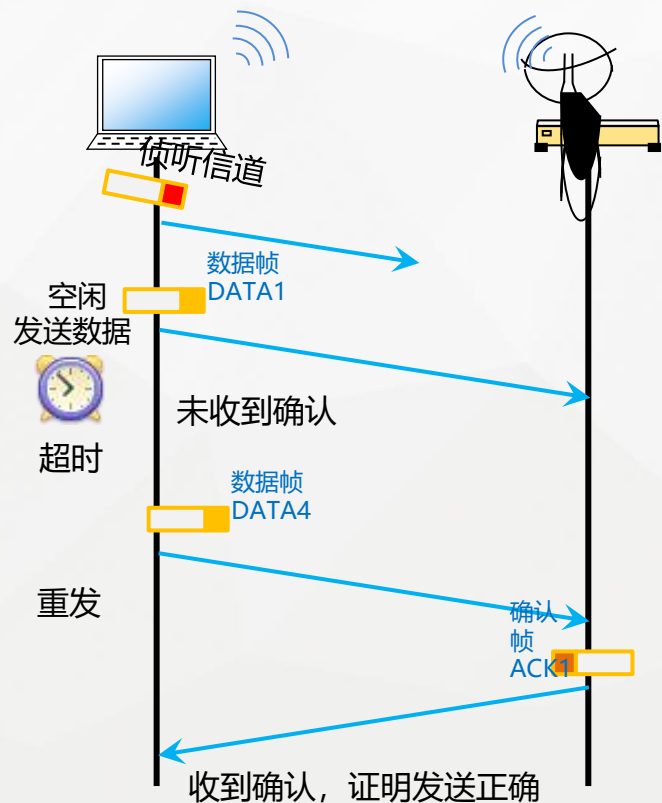 侦听信道
数据帧
DATA1
空闲
发送数据
未收到确认
超时
数据帧
DATA4
重发
确认
帧
ACK1
收到确认，证明发送正确